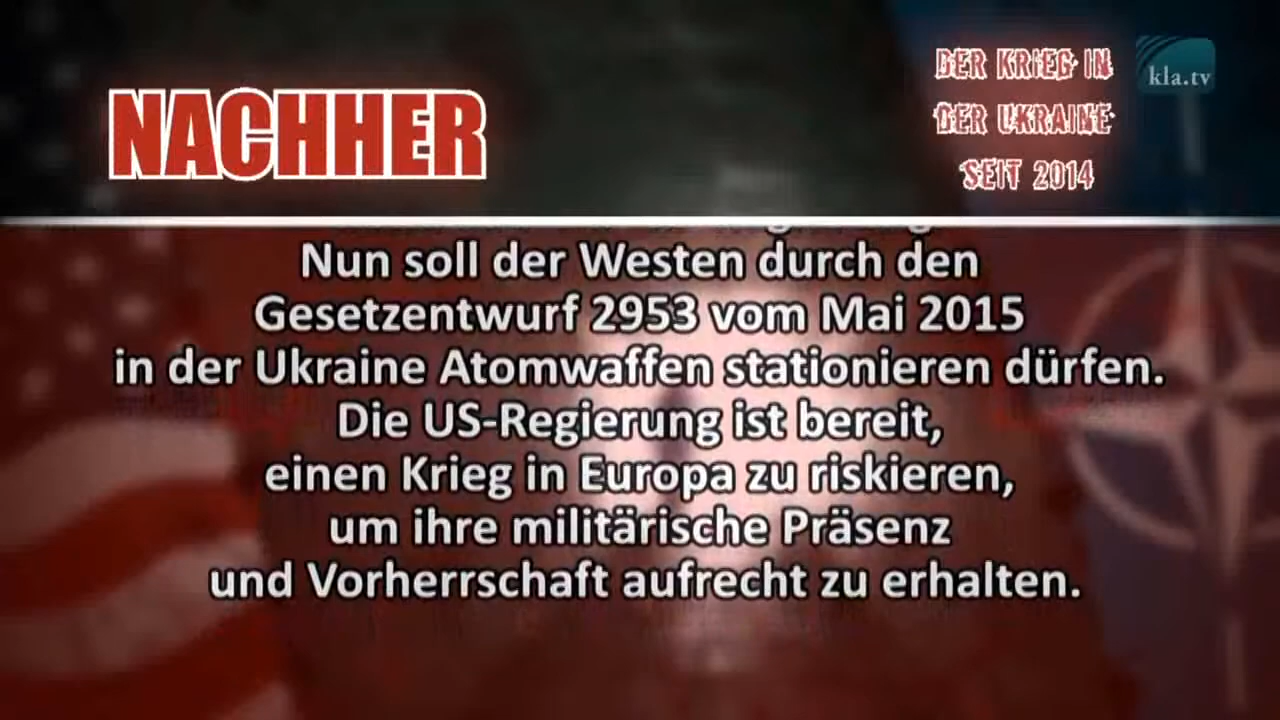 NACHHER
DER KRIEG IN
DER UKRAINE
SEIT 2014
kla.tv
Nun soll der Westen durch den
Gesetzentwurf 2953 vom Mai 2015
in der Ukraine Atomwaffen stationieren dürfen.
Die US-Regierung ist bereit,
einen Krieg in Europa zu riskieren,
um ihre militärische Präsenz
und Vorherrschaft aufrecht zu erhalten.